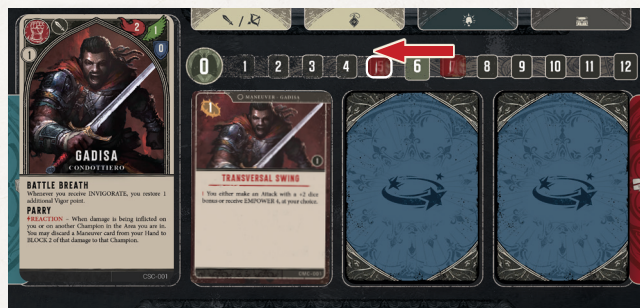 2
1
0
1
GADISA
CONDOTTIERO
BATTLE BREATH
Whenever you receive INVIGORATE, you restore 1
additional Vigor point.
PARRY
REACTION - When damage is being inflicted on
you or on another Champion in the Area you are in.
You may discard a Maneuver card from your Hand to
BLOCK 2 of that damage to that Champion.
CSC-001
0 1 2 3 4 6 8 9 10 11 12
MANEUVER - GADISA
1
1
TRANSVERSAL SWING
You either make an Attack with a +2 dice
bonus or receive EMPOWER 4, at your choice.
CMC-001